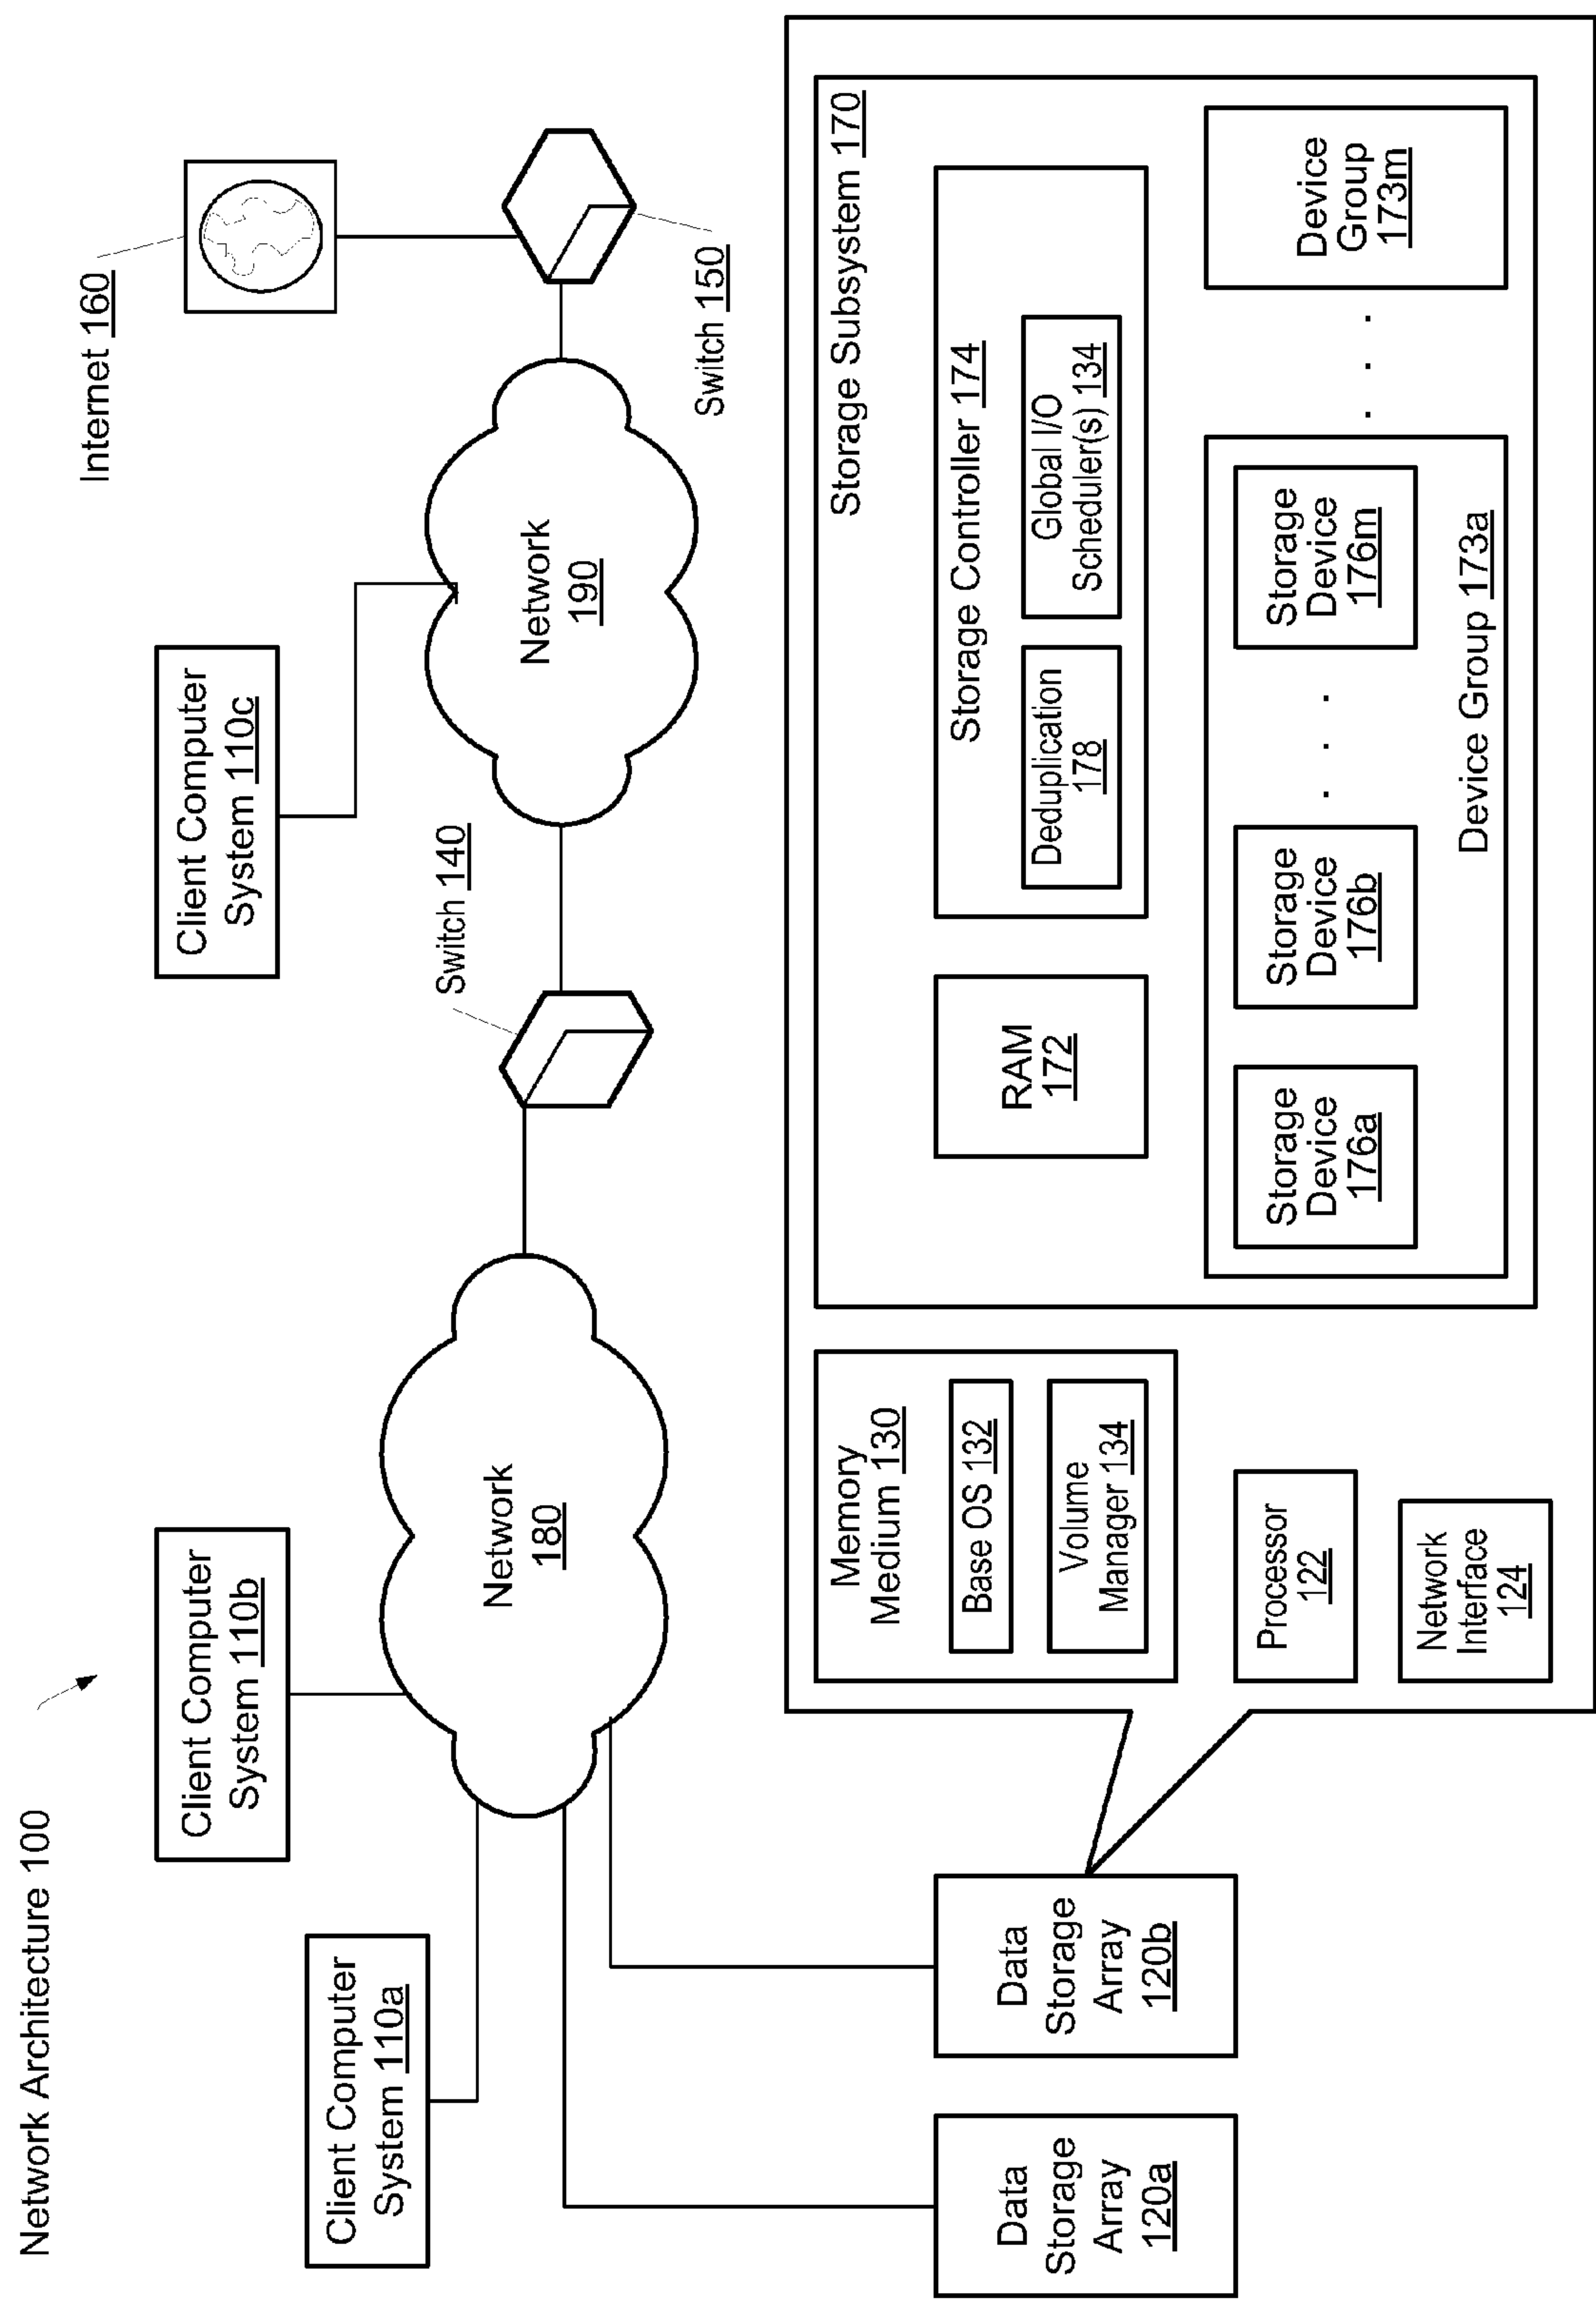 Network Architecture 100
Client Computer
System 110a
Client Computer
System 110b
Client Computer
System 110c
Internet 160
Switch 140
Switch 150
Network
180
Network
190
Data
Storage
Array
120a
Data
Storage
Array
120b
Memory
Medium 130
Base OS 132
Volume
Manager 134
Processor
122
Network
Interface
124
Storage Subsystem 170
RAM
172
Storage Controller 174
Deduplication
178
Global I/O
Scheduler(s) 134
Storage
Device
176a
Storage
Device
176b
. . .
Storage
Device
176m
Device Group 173a
. . .
Device
Group
173m